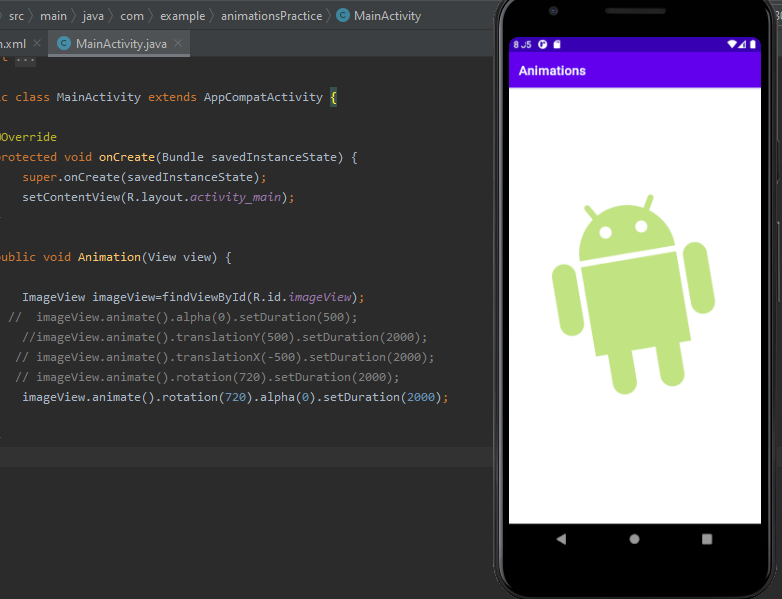 src main java com example animationsPractice MainActivity
n.xml MainActivity.java
...
c class MainActivity extends AppCompatActivity {
Override
rotected void onCreate(Bundle savedInstanceState) {
super.onCreate(savedInstanceState);
setContentView(R.layout.activity_main);
ublic void Animation(View view) {
ImageView imageView=findViewById(R.id.imageView);
// imageView.animate().alpha(0).setDuration(500);
//imageView.animate().translationY(500).setDuration(2000);
// imageView.animate().translationX(-500).setDuration(2000);
// imageView.animate().rotation(720).setDuration(2000);
imageView.animate().rotation(720).alpha(0).setDuration(2000);
Animations